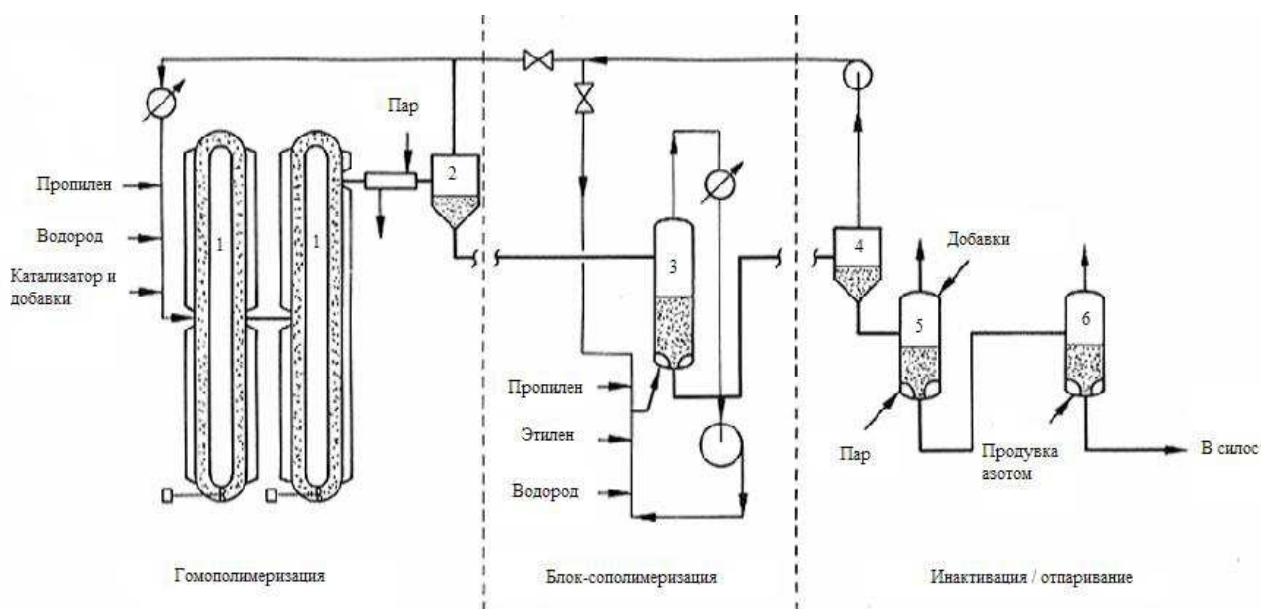 Пар
2
Пропилен
Водород
Катализатор и
добавки
1
1
3
4
Добавки
5
6
Пропилен
Этилен
Водород
Пар
Продувка
азотом
В силос
Гомополимеризация
Блок-сополимеризация
Инактивация / отпаривание